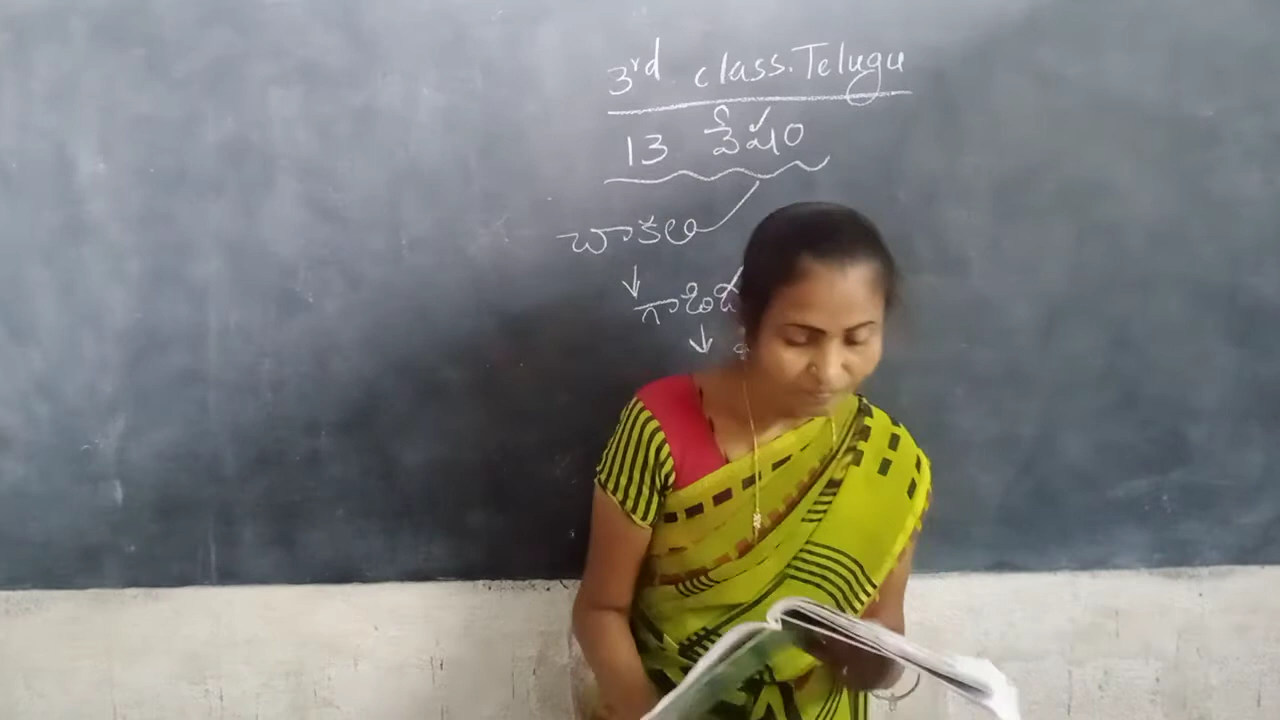 3rd class. Telugu
13 వేషం
చాకలి
↓
గాడిద
↓